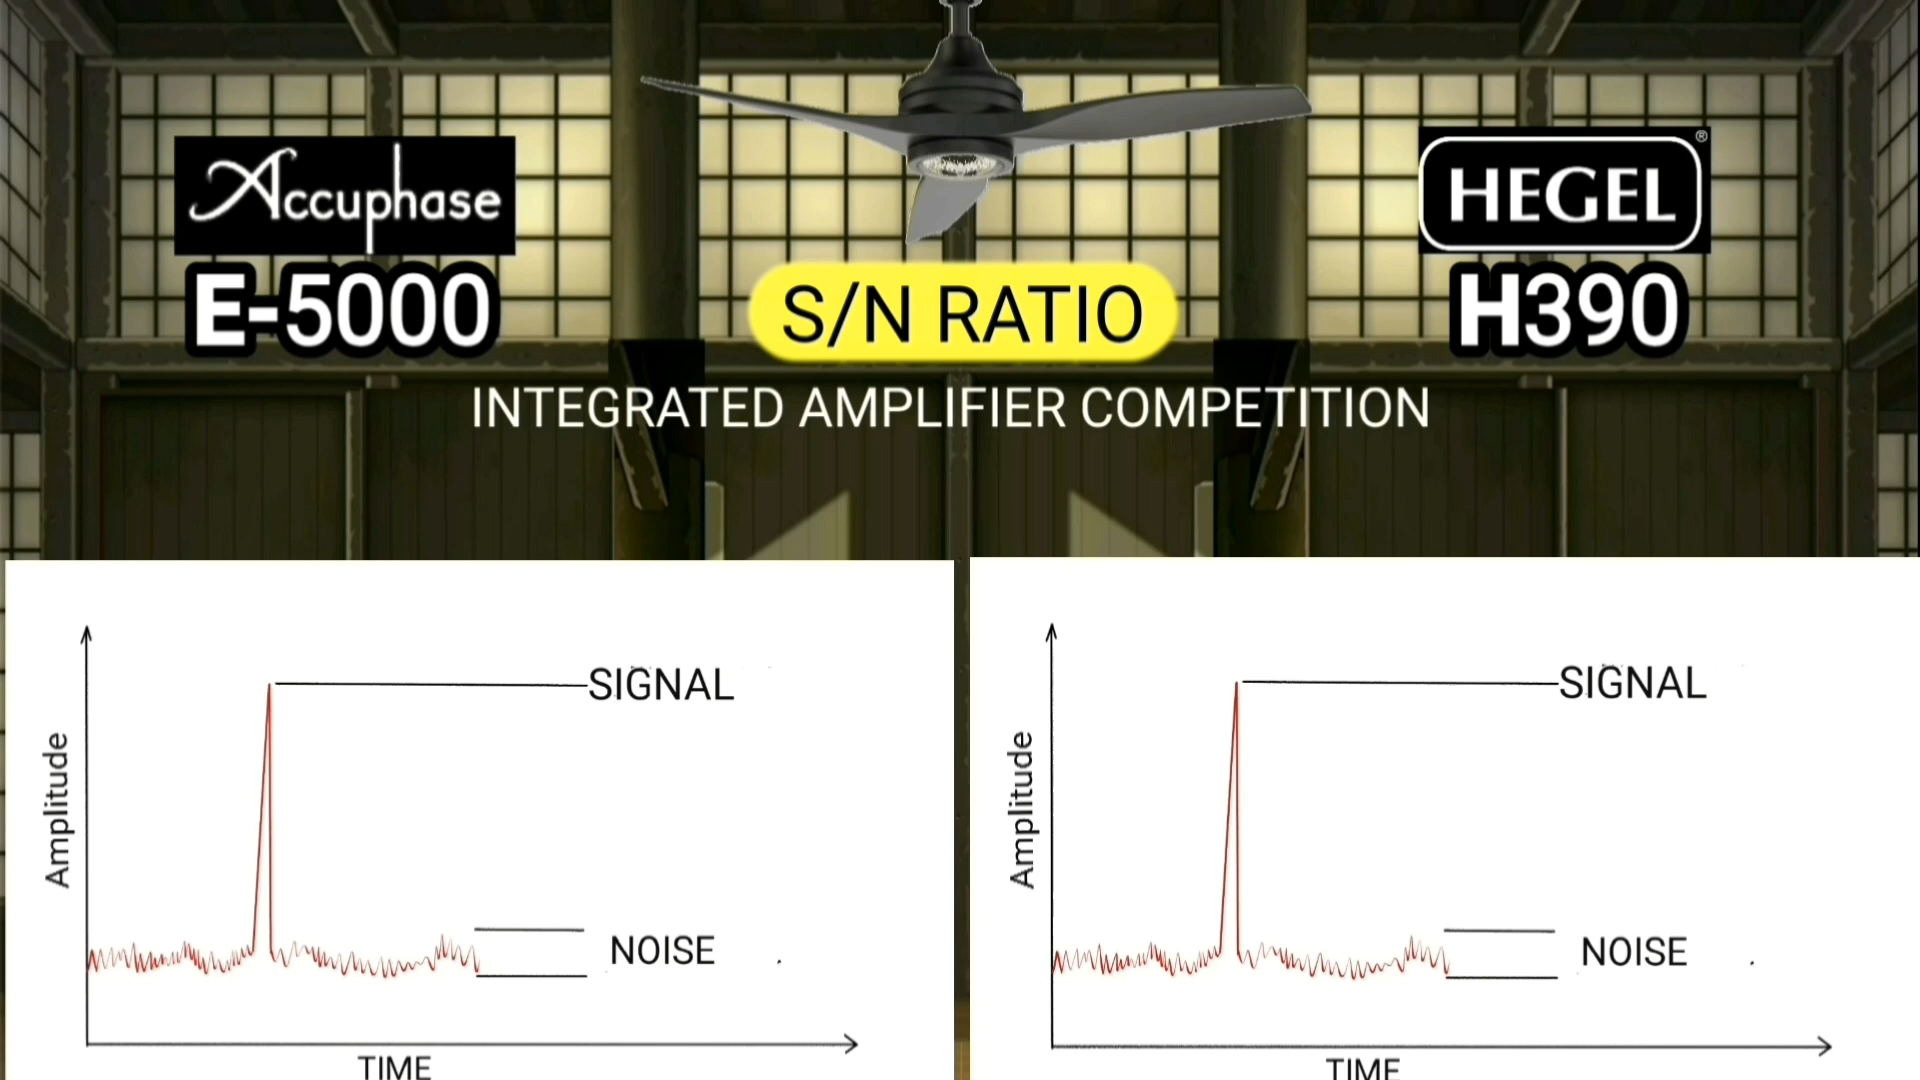 Accuphase
E-5000
S/N RATIO
HEGEL®
H390
INTEGRATED AMPLIFIER COMPETITION
Amplitude
SIGNAL
NOISE
TIME
Amplitude
SIGNAL
NOISE
TIME